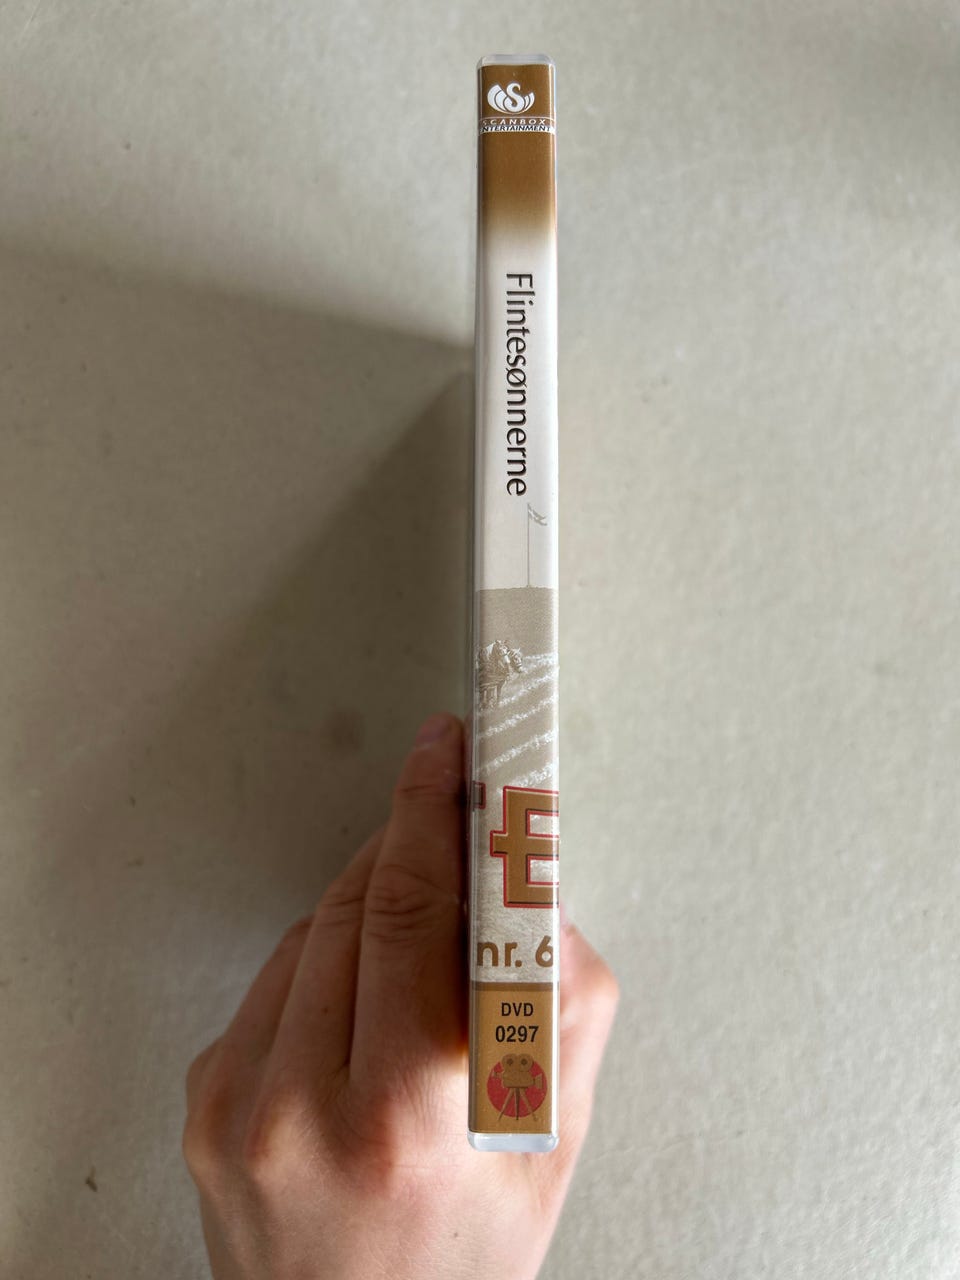 SCANBOX
ENTERTAINMENT
Flintesønnerne
E
nr. 6
DVD
0297